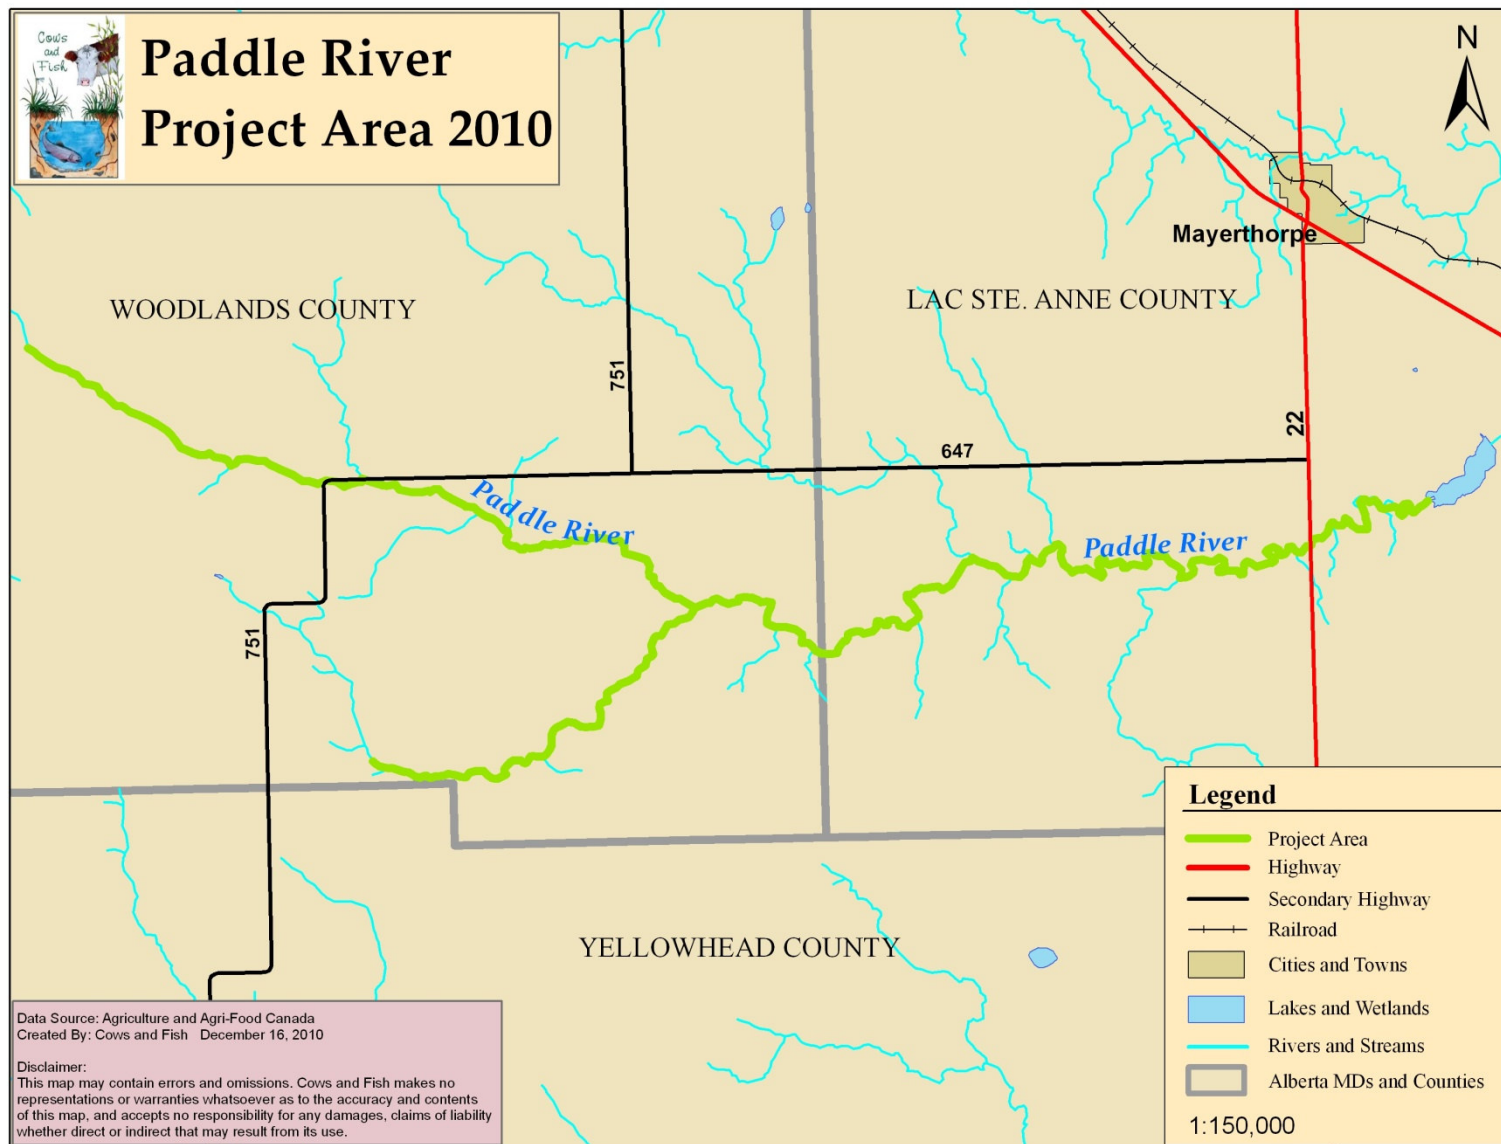 Cows
and
Fish
Paddle River
Project Area 2010
N
Mayerthorpe
WOODLANDS COUNTY
LAC STE. ANNE COUNTY
751
22
647
Paddle River
Paddle River
751
YELLOWHEAD COUNTY
Legend
Project Area
Highway
Secondary Highway
Railroad
Cities and Towns
Lakes and Wetlands
Rivers and Streams
Alberta MDs and Counties
1:150,000
Data Source: Agriculture and Agri-Food Canada
Created By: Cows and Fish December 16, 2010
Disclaimer:
This map may contain errors and omissions. Cows and Fish makes no
representations or warranties whatsoever as to the accuracy and contents
of this map, and accepts no responsibility for any damages, claims of liability
whether direct or indirect that may result from its use.